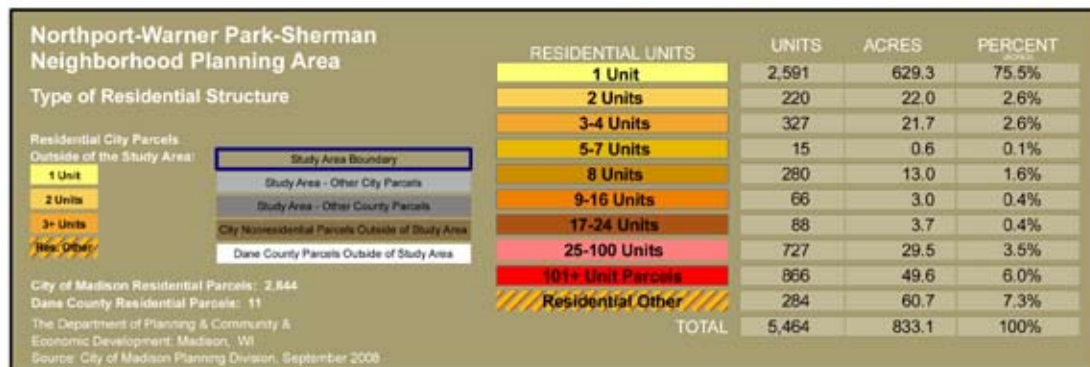 Northport-Warner Park-Sherman
Neighborhood Planning Area
Type of Residential Structure
Residential City Parcels
Outside of the Study Area:
1 Unit
2 Units
3+ Units
Res. Other
Study Area Boundary
Study Area - Other City Parcels
Study Area - Other County Parcels
City Nonresidential Parcels Outside of Study Area
Dane County Parcels Outside of Study Area
City of Madison Residential Parcels: 2,844
Dane County Residential Parcels: 11
The Department of Planning & Community &
Economic Development: Madison, WI
Source: City of Madison Planning Division, September 2008
RESIDENTIAL UNITS UNITS ACRES PERCENT
1 Unit 2,591 629.3 75.5%
2 Units 220 22.0 2.6%
3-4 Units 327 21.7 2.6%
5-7 Units 15 0.6 0.1%
8 Units 280 13.0 1.6%
9-16 Units 66 3.0 0.4%
17-24 Units 88 3.7 0.4%
25-100 Units 727 29.5 3.5%
101+ Unit Parcels 866 49.6 6.0%
Residential Other 284 60.7 7.3%
TOTAL 5,464 833.1 100%